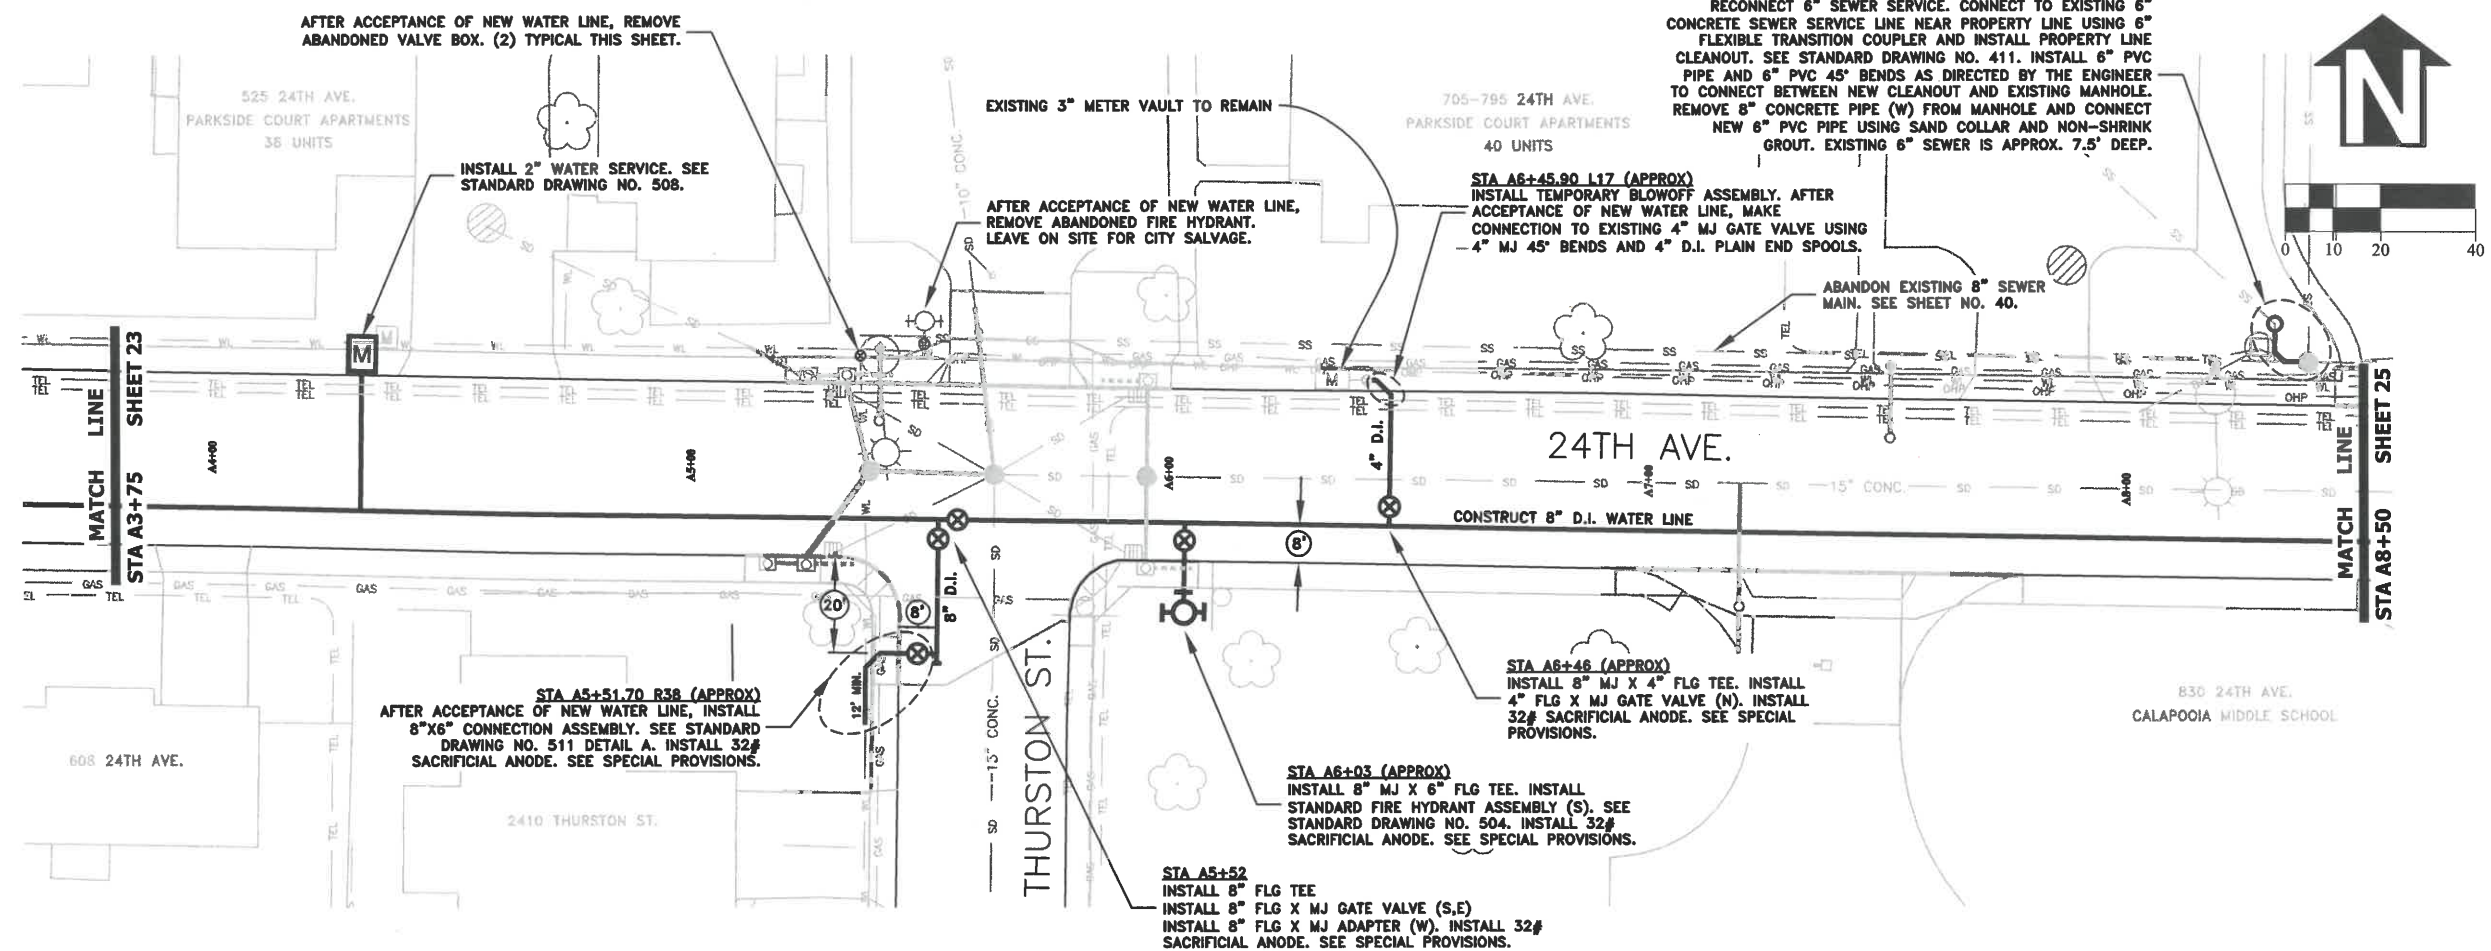 AFTER ACCEPTANCE OF NEW WATER LINE, REMOVE
ABANDONED VALVE BOX. (2) TYPICAL THIS SHEET.
RECONNECT 6" SEWER SERVICE. CONNECT TO EXISTING 6"
CONCRETE SEWER SERVICE LINE NEAR PROPERTY LINE USING 6"
FLEXIBLE TRANSITION COUPLER AND INSTALL PROPERTY LINE
CLEANOUT. SEE STANDARD DRAWING NO. 411. INSTALL 6" PVC
PIPE AND 6" PVC 45° BENDS AS DIRECTED BY THE ENGINEER
TO CONNECT BETWEEN NEW CLEANOUT AND EXISTING MANHOLE.
REMOVE 8" CONCRETE PIPE (W) FROM MANHOLE AND CONNECT
NEW 6" PVC PIPE USING SAND COLLAR AND NON-SHRINK
GROUT. EXISTING 6" SEWER IS APPROX. 7.5' DEEP.
N
0 10 20 40
525 24TH AVE.
PARKSIDE COURT APARTMENTS
36 UNITS
EXISTING 3" METER VAULT TO REMAIN
705-795 24TH AVE.
PARKSIDE COURT APARTMENTS
40 UNITS
INSTALL 2" WATER SERVICE. SEE
STANDARD DRAWING NO. 508.
AFTER ACCEPTANCE OF NEW WATER LINE,
REMOVE ABANDONED FIRE HYDRANT.
LEAVE ON SITE FOR CITY SALVAGE.
STA A6+45.90 L17 (APPROX)
INSTALL TEMPORARY BLOWOFF ASSEMBLY. AFTER
ACCEPTANCE OF NEW WATER LINE, MAKE
CONNECTION TO EXISTING 4" MJ GATE VALVE USING
4" MJ 45° BENDS AND 4" D.I. PLAIN END SPOOLS.
ABANDON EXISTING 8" SEWER
MAIN. SEE SHEET NO. 40.
10" CONC.
MATCH LINE
STA A3+75 SHEET 23
M
A4+00
A5+00
A6+00
A7+00
A8+00
24TH AVE.
4" D.I.
15" CONC.
CONSTRUCT 8" D.I. WATER LINE
8'
MATCH LINE
STA A8+50 SHEET 25
20'
8'
8" D.I.
12' MIN.
15" CONC.
THURSTON ST.
STA A5+51.70 R38 (APPROX)
AFTER ACCEPTANCE OF NEW WATER LINE, INSTALL
8"X6" CONNECTION ASSEMBLY. SEE STANDARD
DRAWING NO. 511 DETAIL A. INSTALL 32#
SACRIFICIAL ANODE. SEE SPECIAL PROVISIONS.
608 24TH AVE.
2410 THURSTON ST.
STA A6+46 (APPROX)
INSTALL 8" MJ X 4" FLG TEE. INSTALL
4" FLG X MJ GATE VALVE (N). INSTALL
32# SACRIFICIAL ANODE. SEE SPECIAL
PROVISIONS.
830 24TH AVE.
CALAPOOIA MIDDLE SCHOOL
STA A6+03 (APPROX)
INSTALL 8" MJ X 6" FLG TEE. INSTALL
STANDARD FIRE HYDRANT ASSEMBLY (S). SEE
STANDARD DRAWING NO. 504. INSTALL 32#
SACRIFICIAL ANODE. SEE SPECIAL PROVISIONS.
STA A5+52
INSTALL 8" FLG TEE
INSTALL 8" FLG X MJ GATE VALVE (S,E)
INSTALL 8" FLG X MJ ADAPTER (W). INSTALL 32#
SACRIFICIAL ANODE. SEE SPECIAL PROVISIONS.